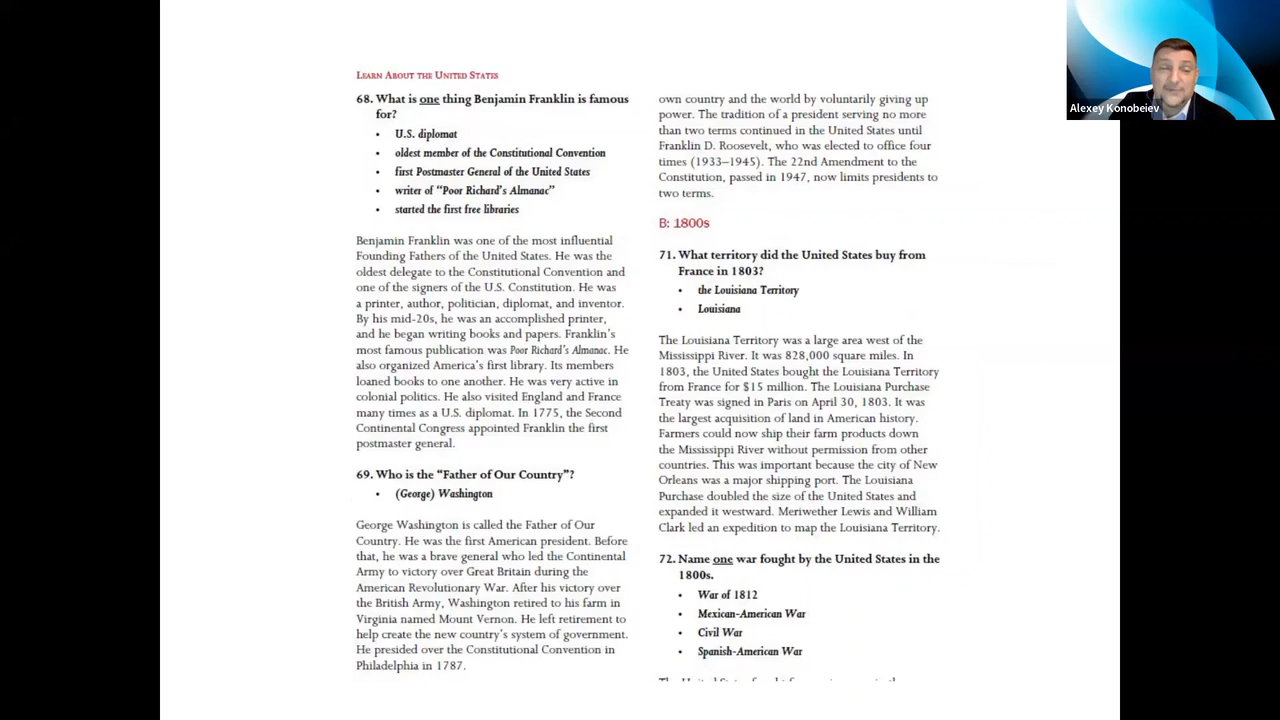 LEARN ABOUT THE UNITED STATES
68. What is one thing Benjamin Franklin is famous
for?
• U.S. diplomat
• oldest member of the Constitutional Convention
• first Postmaster General of the United States
• writer of “Poor Richard’s Almanac”
• started the first free libraries
Benjamin Franklin was one of the most influential
Founding Fathers of the United States. He was the
oldest delegate to the Constitutional Convention and
one of the signers of the U.S. Constitution. He was
a printer, author, politician, diplomat, and inventor.
By his mid-20s, he was an accomplished printer,
and he began writing books and papers. Franklin’s
most famous publication was Poor Richard’s Almanac. He
also organized America’s first library. Its members
loaned books to one another. He was very active in
colonial politics. He also visited England and France
many times as a U.S. diplomat. In 1775, the Second
Continental Congress appointed Franklin the first
postmaster general.
69. Who is the “Father of Our Country”?
• (George) Washington
George Washington is called the Father of Our
Country. He was the first American president. Before
that, he was a brave general who led the Continental
Army to victory over Great Britain during the
American Revolutionary War. After his victory over
the British Army, Washington retired to his farm in
Virginia named Mount Vernon. He left retirement to
help create the new country’s system of government.
He presided over the Constitutional Convention in
Philadelphia in 1787.
own country and the world by voluntarily giving up
power. The tradition of a president serving no more
than two terms continued in the United States until
Franklin D. Roosevelt, who was elected to office four
times (1933–1945). The 22nd Amendment to the
Constitution, passed in 1947, now limits presidents to
two terms.
B: 1800s
71. What territory did the United States buy from
France in 1803?
• the Louisiana Territory
• Louisiana
The Louisiana Territory was a large area west of the
Mississippi River. It was 828,000 square miles. In
1803, the United States bought the Louisiana Territory
from France for $15 million. The Louisiana Purchase
Treaty was signed in Paris on April 30, 1803. It was
the largest acquisition of land in American history.
Farmers could now ship their farm products down
the Mississippi River without permission from other
countries. This was important because the city of New
Orleans was a major shipping port. The Louisiana
Purchase doubled the size of the United States and
expanded it westward. Meriwether Lewis and William
Clark led an expedition to map the Louisiana Territory.
72. Name one war fought by the United States in the
1800s.
• War of 1812
• Mexican-American War
• Civil War
• Spanish-American War
Alexey Konobeiev